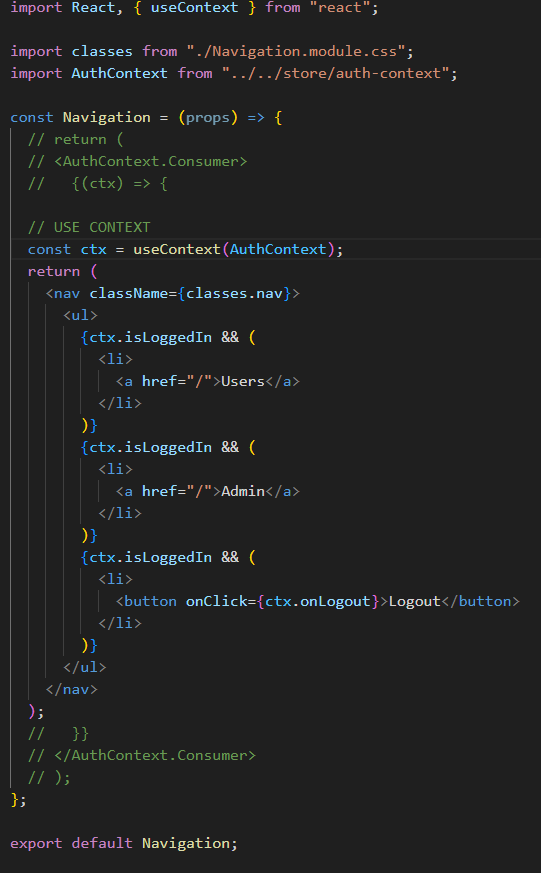 import React, { useContext } from "react";

import classes from "./Navigation.module.css";
import AuthContext from "../../store/auth-context";

const Navigation = (props) => {
  // return (
  // <AuthContext.Consumer>
  //   {(ctx) => {

  // USE CONTEXT
  const ctx = useContext(AuthContext);
  return (
    <nav className={classes.nav}>
      <ul>
        {ctx.isLoggedIn && (
          <li>
            <a href="/">Users</a>
          </li>
        )}
        {ctx.isLoggedIn && (
          <li>
            <a href="/">Admin</a>
          </li>
        )}
        {ctx.isLoggedIn && (
          <li>
            <button onClick={ctx.onLogout}>Logout</button>
          </li>
        )}
      </ul>
    </nav>
  );
  //   }}
  // </AuthContext.Consumer>
  // );
};

export default Navigation;